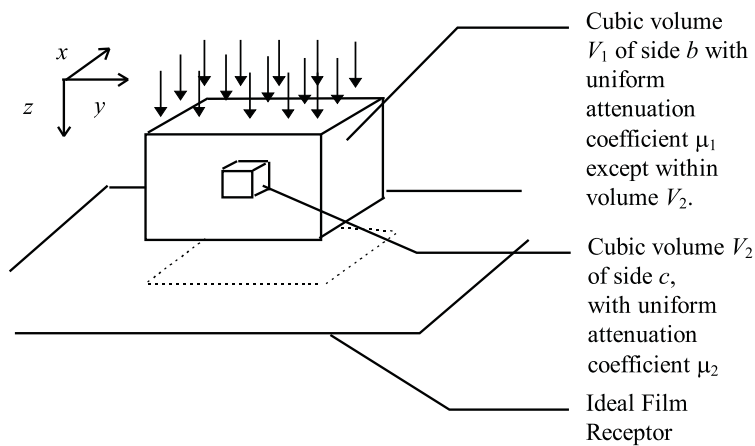 Cubic volume
V₁ of side b with
uniform
attenuation
coefficient μ₁
except within
volume V₂.
x
y
z
Cubic volume V₂
of side c,
with uniform
attenuation
coefficient μ₂
Ideal Film
Receptor